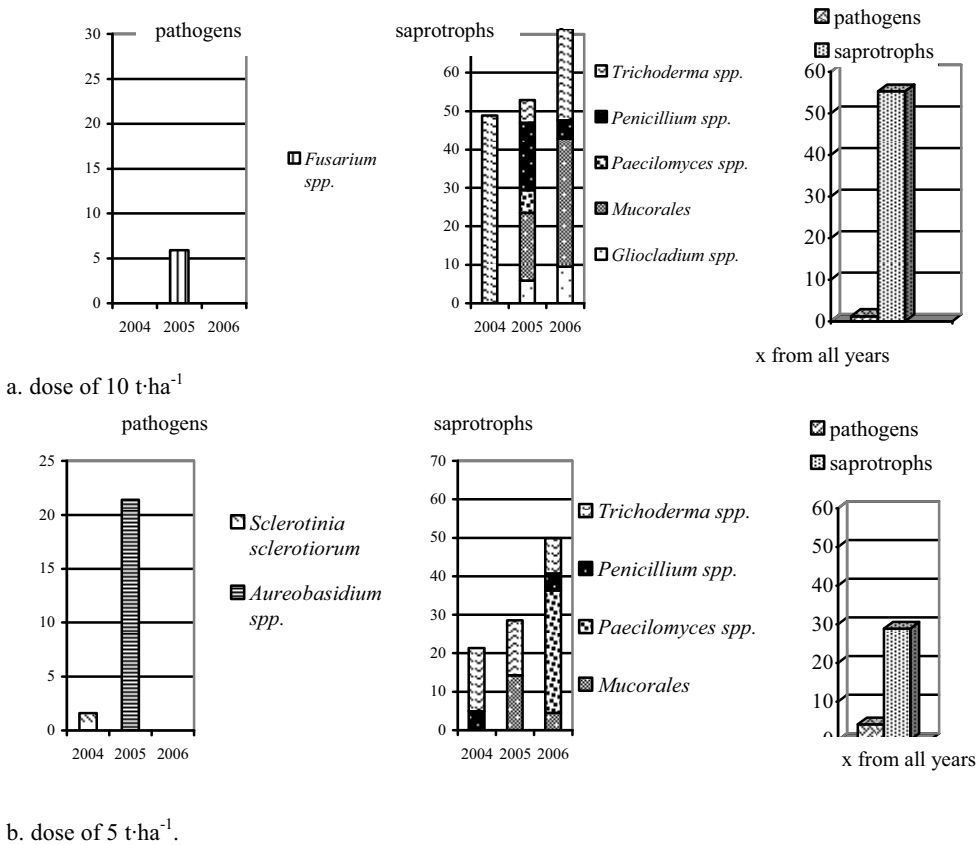 pathogens
30
25
20
15
10
5
0
2004 2005 2006
Fusarium
spp.
saprotrophs
60
50
40
30
20
10
0
2004 2005 2006
Trichoderma spp.
Penicillium spp.
Paecilomyces spp.
Mucorales
Gliocladium spp.
pathogens
saprotrophs
60
50
40
30
20
10
0
x from all years
a. dose of 10 t·ha-1
pathogens
25
20
15
10
5
0
2004 2005 2006
Sclerotinia
sclerotiorum
Aureobasidium
spp.
saprotrophs
70
60
50
40
30
20
10
0
2004 2005 2006
Trichoderma spp.
Penicillium spp.
Paecilomyces spp.
Mucorales
pathogens
saprotrophs
60
50
40
30
20
10
0
x from all years
b. dose of 5 t·ha-1.